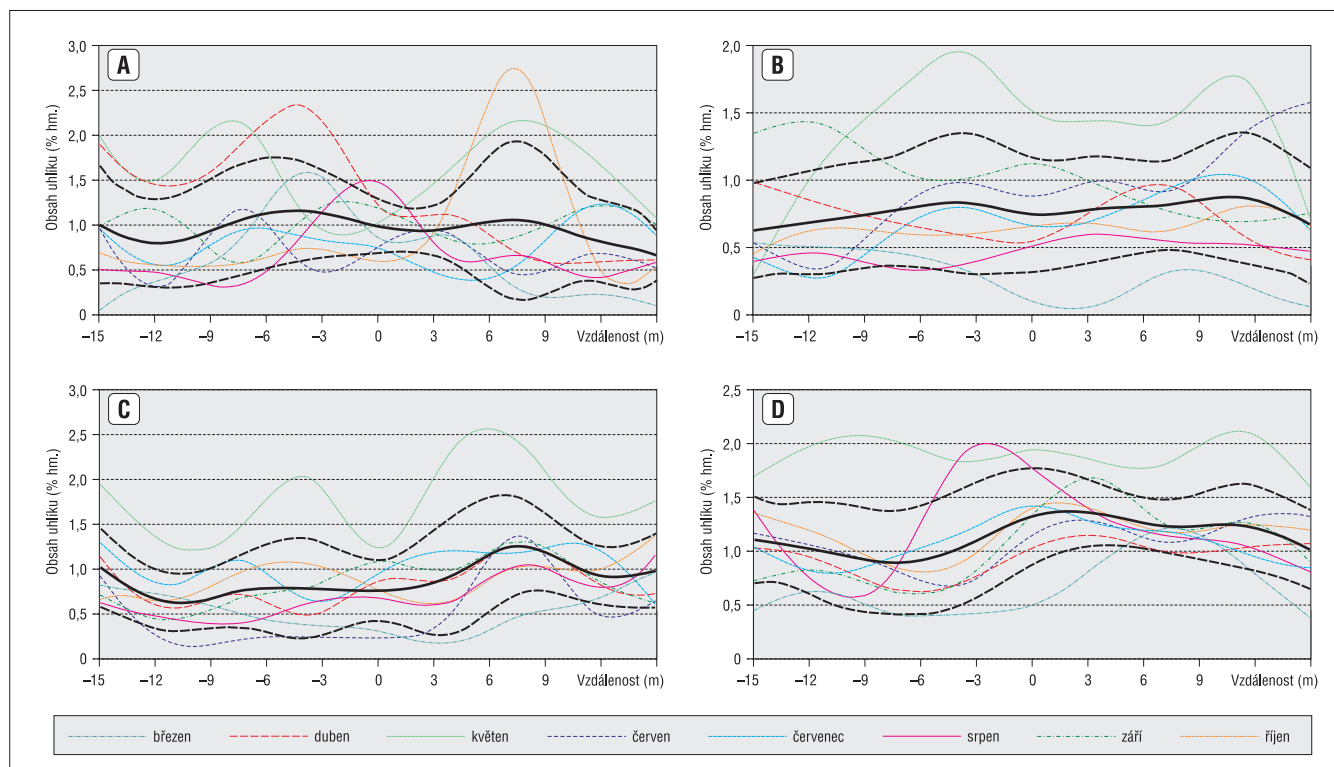 A
Obsah uhlíku (% hm.)
3,0
2,5
2,0
1,5
1,0
0,5
0
–15 –12 –9 –6 –3 0 3 6 9 Vzdálenost (m)
B
Obsah uhlíku (% hm.)
2,0
1,5
1,0
0,5
0
–15 –12 –9 –6 –3 0 3 6 9 Vzdálenost (m)
C
Obsah uhlíku (% hm.)
3,0
2,5
2,0
1,5
1,0
0,5
0
–15 –12 –9 –6 –3 0 3 6 9 Vzdálenost (m)
D
Obsah uhlíku (% hm.)
2,5
2,0
1,5
1,0
0,5
0
–15 –12 –9 –6 –3 0 3 6 9 Vzdálenost (m)
březen duben květen červen červenec srpen září říjen